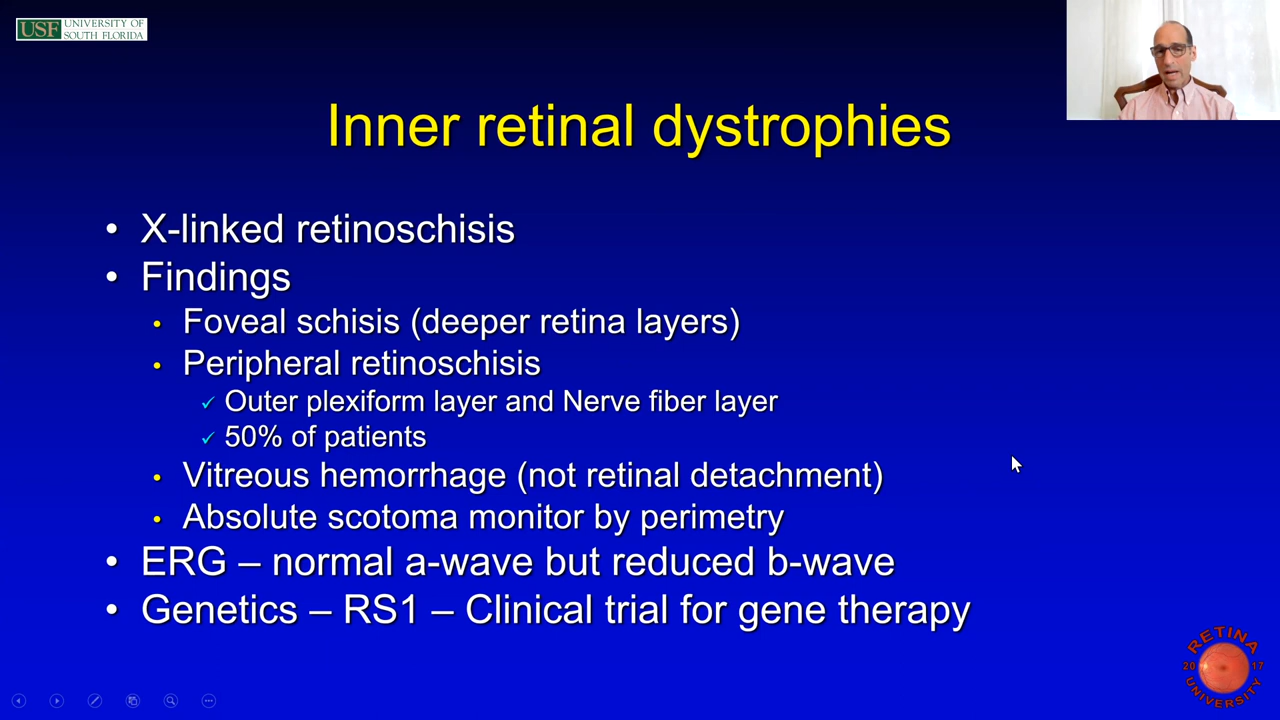 USF UNIVERSITY OF
SOUTH FLORIDA
Inner retinal dystrophies
• X-linked retinoschisis
• Findings
• Foveal schisis (deeper retina layers)
• Peripheral retinoschisis
✓ Outer plexiform layer and Nerve fiber layer
✓ 50% of patients
• Vitreous hemorrhage (not retinal detachment)
• Absolute scotoma monitor by perimetry
• ERG – normal a-wave but reduced b-wave
• Genetics – RS1 – Clinical trial for gene therapy
RETINA
20 17
UNIVERSITY